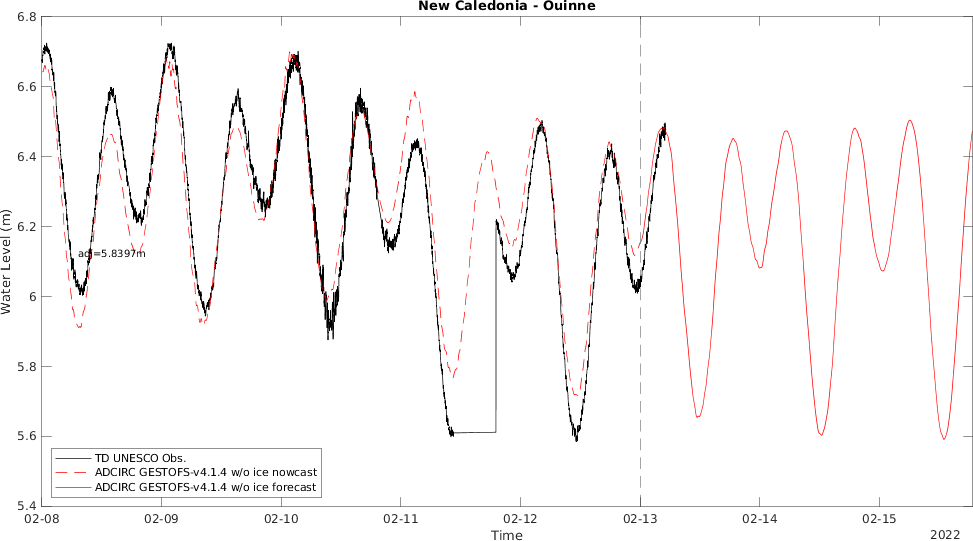 New Caledonia - Ouinne
6.8
6.6
6.4
6.2
6
5.8
5.6
5.4
Water Level (m)
adj=5.8397m
TD UNESCO Obs.
ADCIRC GESTOFS-v4.1.4 w/o ice nowcast
ADCIRC GESTOFS-v4.1.4 w/o ice forecast
02-08 02-09 02-10 02-11 02-12 02-13 02-14 02-15
Time
2022